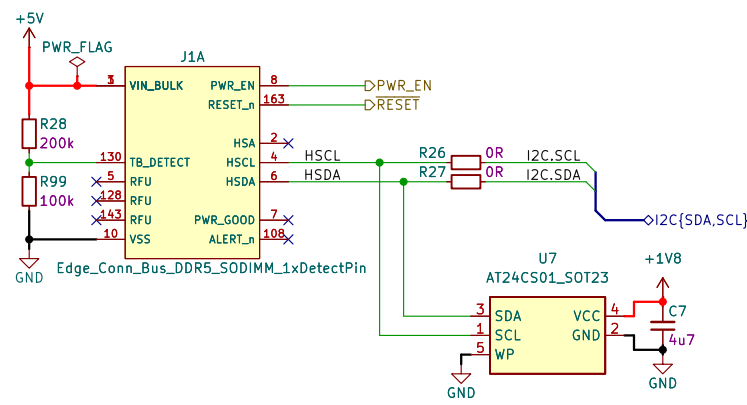 +5V
PWR_FLAG
J1A
3 VIN_BULK PWR_EN 8 PWR_EN
RESET_n 163 RESET
R28
200k
HSA 2
130 TB_DETECT HSCL 4 HSCL R26 0R I2C.SCL
5 RFU HSDA 6 HSDA R27 0R I2C.SDA
R99
100k
128 RFU
143 RFU PWR_GOOD 7 I2C{SDA,SCL}
10 VSS ALERT_n 108
GND
Edge_Conn_Bus_DDR5_SODIMM_1xDetectPin
U7
AT24CS01_SOT23
+1V8
3 SDA VCC 4
C7
4u7
1 SCL GND 2
5 WP
GND
GND